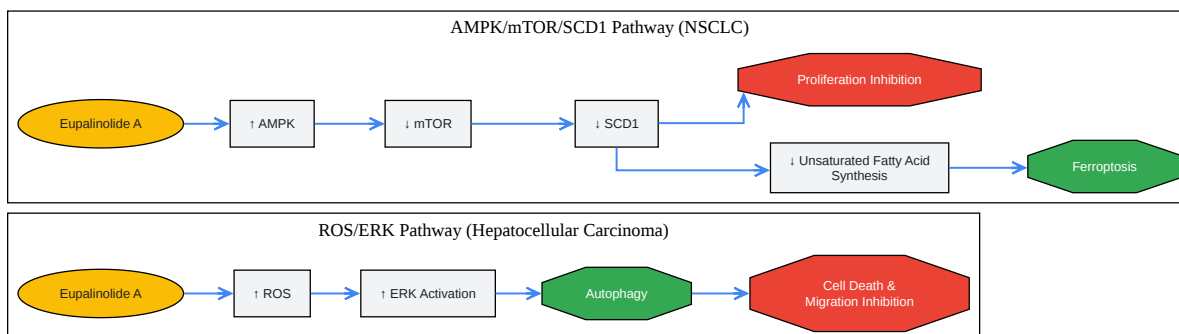 AMPK/mTOR/SCD1 Pathway (NSCLC)
Proliferation Inhibition
Eupalinolide A
↑ AMPK
↓ mTOR
↓ SCD1
↓ Unsaturated Fatty Acid
Synthesis
Ferroptosis
ROS/ERK Pathway (Hepatocellular Carcinoma)
Eupalinolide A
↑ ROS
↑ ERK Activation
Autophagy
Cell Death &
Migration Inhibition